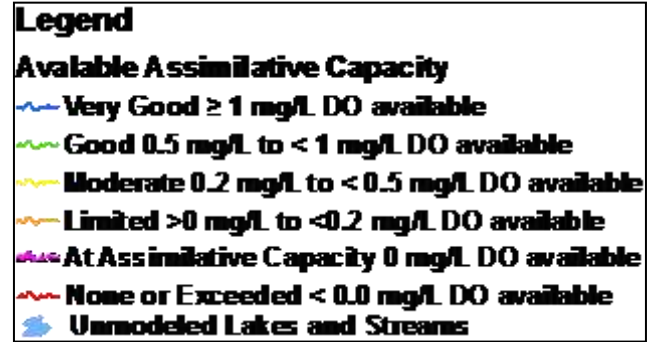 Legend
Avalable Assimilative Capacity
Very Good ≥ 1 mg/L DO available
Good 0.5 mg/L to < 1 mg/L DO available
Moderate 0.2 mg/L to < 0.5 mg/L DO available
Limited >0 mg/L to <0.2 mg/L DO available
At Assimilative Capacity 0 mg/L DO available
None or Exceeded < 0.0 mg/L DO available
Unmodeled Lakes and Streams